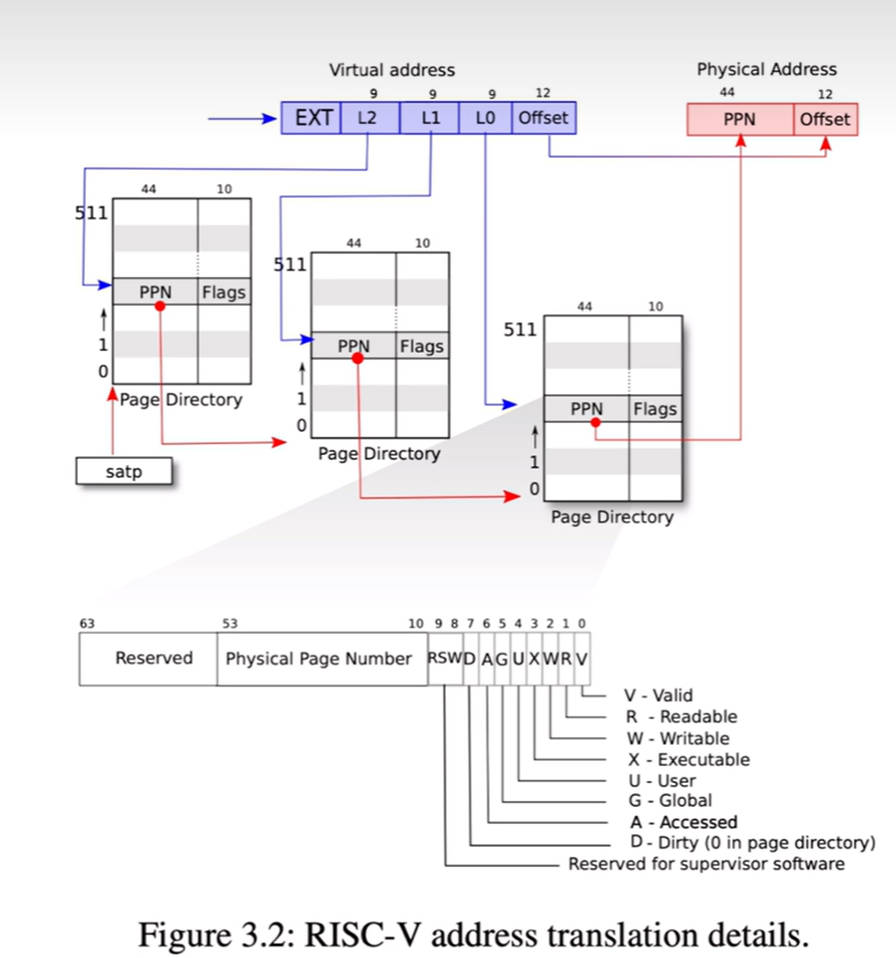 Virtual address
Physical Address
9 9 9 12
44 12
EXT L2 L1 L0 Offset
PPN Offset
44 10
511
PPN Flags
1
0
Page Directory
satp
44 10
511
PPN Flags
1
0
Page Directory
44 10
511
PPN Flags
1
0
Page Directory
63 53 10 9 8 7 6 5 4 3 2 1 0
Reserved Physical Page Number RSW D A G U X W R V
V - Valid
R - Readable
W - Writable
X - Executable
U - User
G - Global
A - Accessed
D - Dirty (0 in page directory)
Reserved for supervisor software
Figure 3.2: RISC-V address translation details.